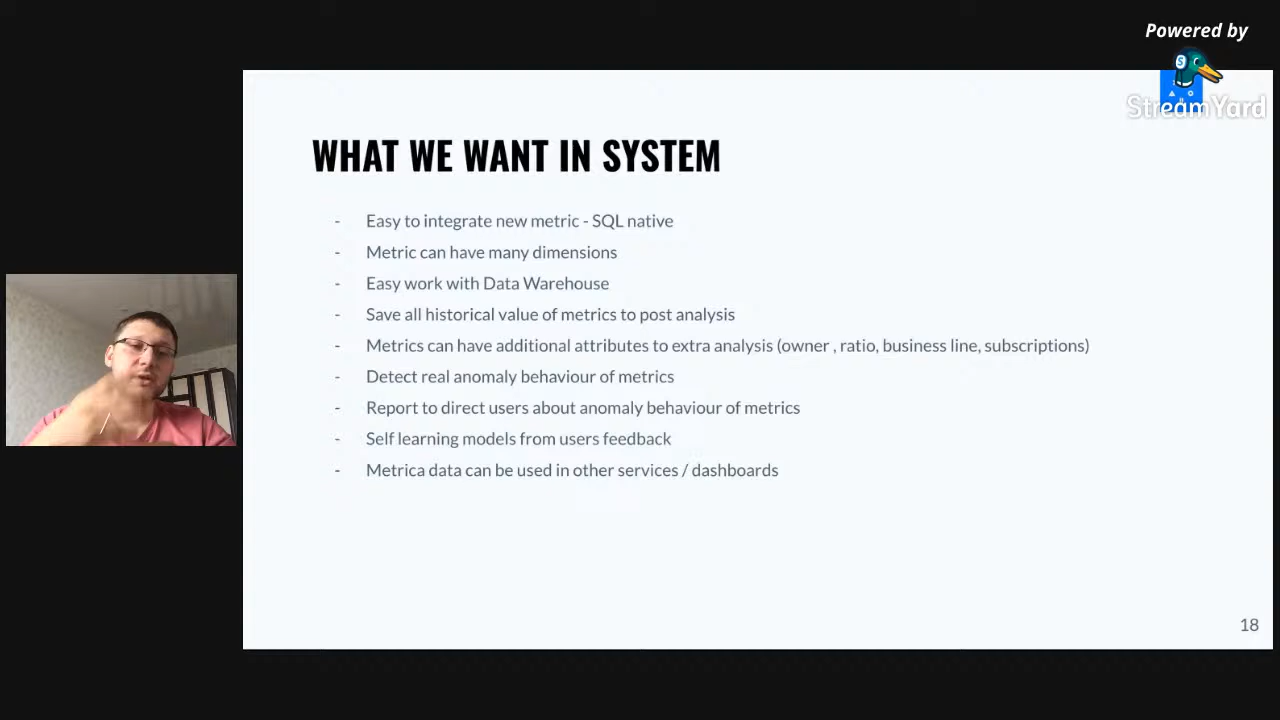 Powered by
StreamYard
WHAT WE WANT IN SYSTEM
- Easy to integrate new metric - SQL native
- Metric can have many dimensions
- Easy work with Data Warehouse
- Save all historical value of metrics to post analysis
- Metrics can have additional attributes to extra analysis (owner , ratio, business line, subscriptions)
- Detect real anomaly behaviour of metrics
- Report to direct users about anomaly behaviour of metrics
- Self learning models from users feedback
- Metrica data can be used in other services / dashboards
18